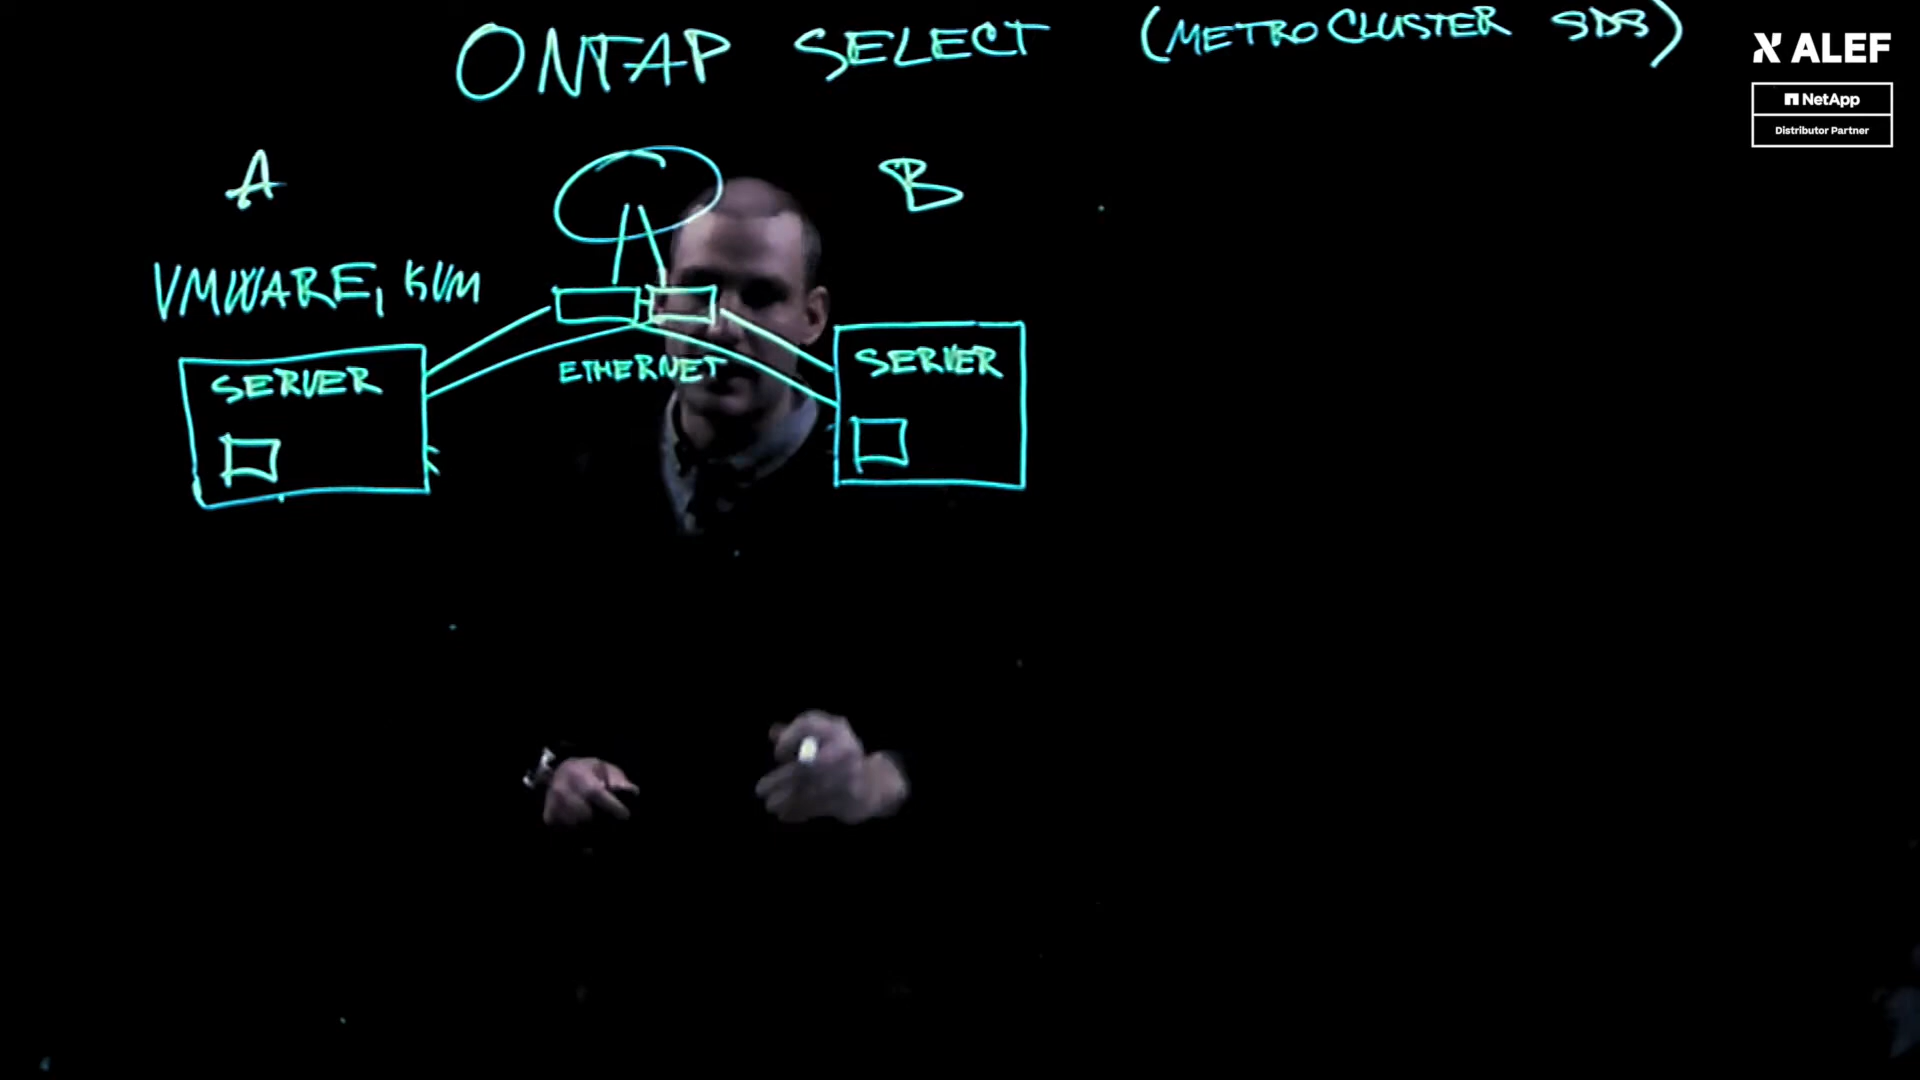 ONTAP SELECT (METROCLUSTER SDS)
ALEF
NetApp
Distributor Partner
A
B
VMWARE, KVM
SERVER
ETHERNET
SERVER